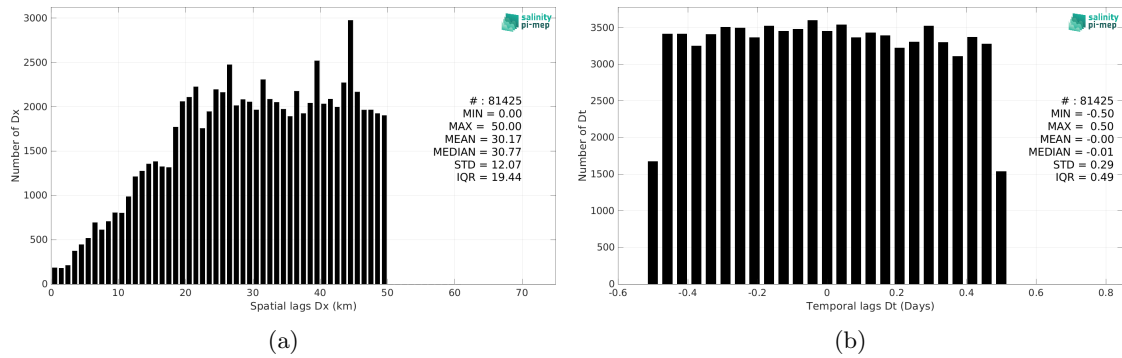 salinity
pi-mep
3000
2500
2000
1500
1000
500
0
Number of Dx
# : 81425
MIN = 0.00
MAX = 50.00
MEAN = 30.17
MEDIAN = 30.77
STD = 12.07
IQR = 19.44
0 10 20 30 40 50 60 70
Spatial lags Dx (km)
(a)
salinity
pi-mep
3500
3000
2500
2000
1500
1000
500
0
Number of Dt
# : 81425
MIN = -0.50
MAX = 0.50
MEAN = -0.00
MEDIAN = -0.01
STD = 0.29
IQR = 0.49
-0.6 -0.4 -0.2 0 0.2 0.4 0.6 0.8
Temporal lags Dt (Days)
(b)